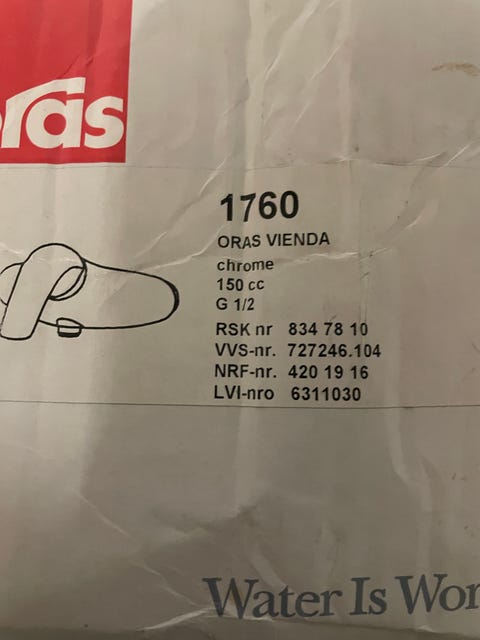 oras
1760
ORAS VIENDA
chrome
150 cc
G 1/2
RSK nr 834 78 10
VVS-nr. 727246.104
NRF-nr. 420 19 16
LVI-nro 6311030
Water Is Wor